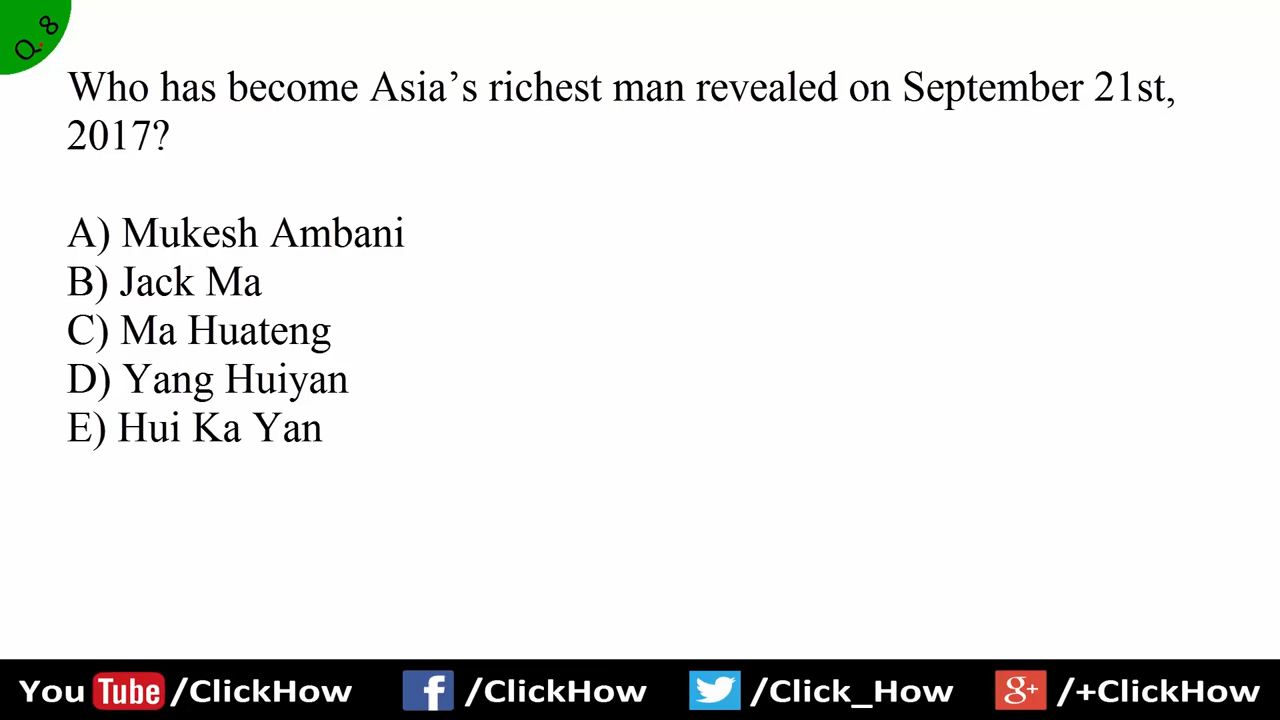 Q.8
Who has become Asia’s richest man revealed on September 21st,
2017?
A) Mukesh Ambani
B) Jack Ma
C) Ma Huateng
D) Yang Huiyan
E) Hui Ka Yan
You Tube /ClickHow f /ClickHow /Click_How g+ /+ClickHow